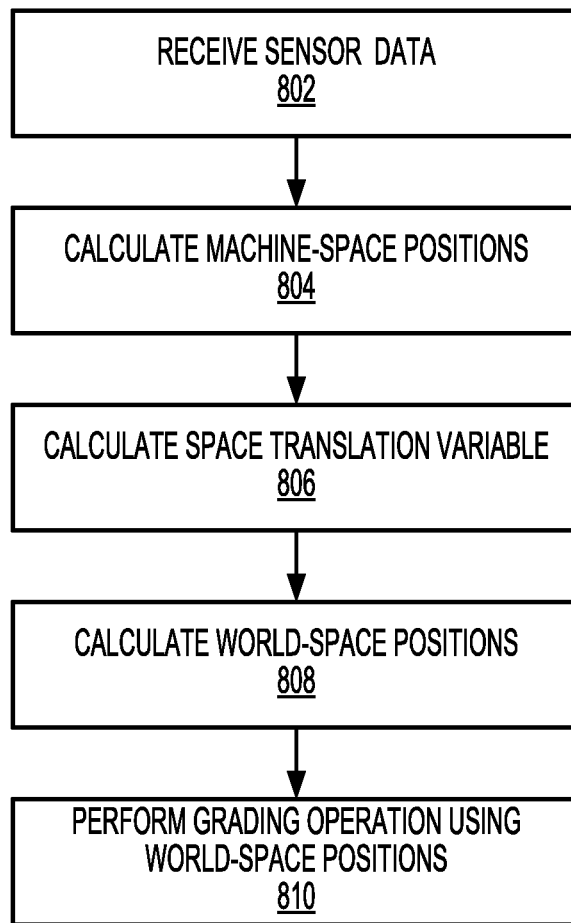 RECEIVE SENSOR DATA
802
CALCULATE MACHINE-SPACE POSITIONS
804
CALCULATE SPACE TRANSLATION VARIABLE
806
CALCULATE WORLD-SPACE POSITIONS
808
PERFORM GRADING OPERATION USING
WORLD-SPACE POSITIONS
810